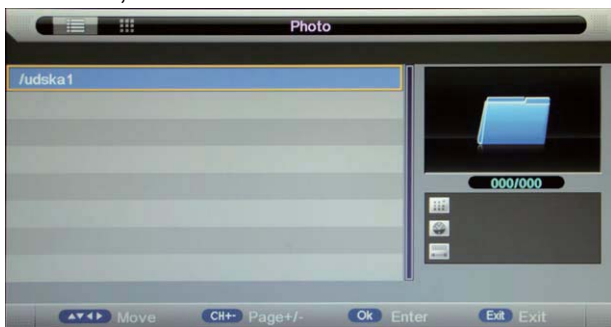 Photo
/udska1
000/000
▲▼◀▶ Move CH+- Page+/- Ok Enter Exit Exit